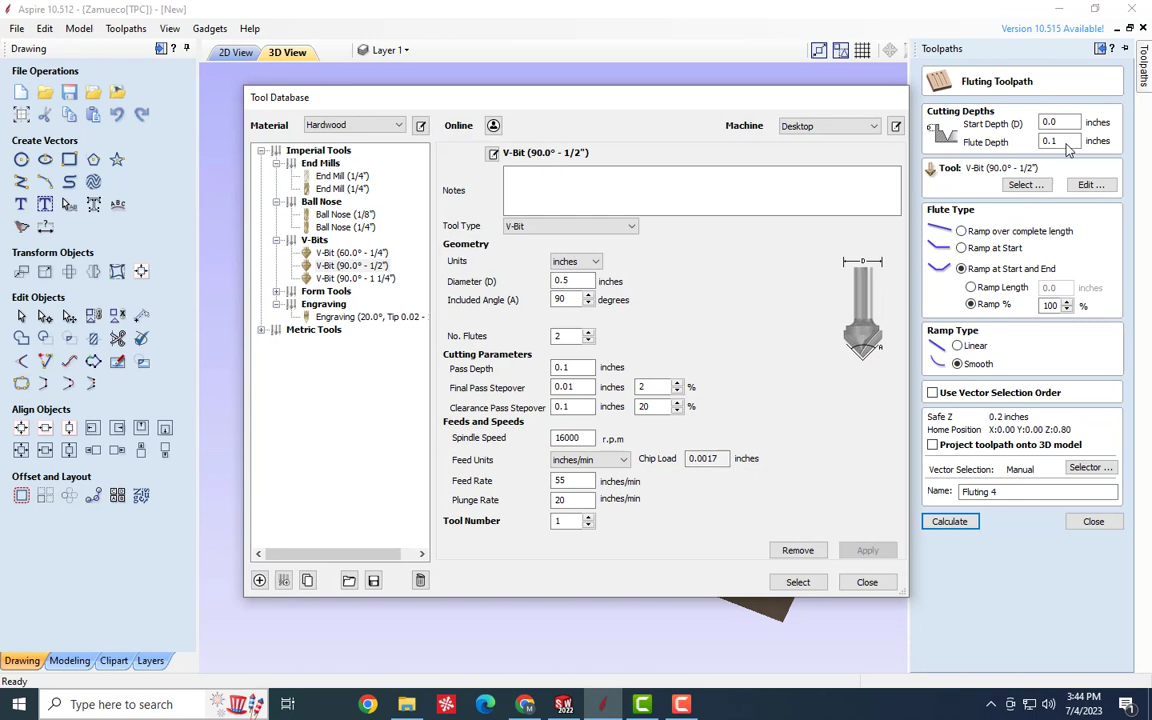 Aspire 10.512 - {Zamueco[TPC]} - [New]
File Edit Model Toolpaths View Gadgets Help
Version 10.515 Available!
Drawing
2D View 3D View Layer 1
Toolpaths
Toolpaths
File Operations
Create Vectors
Transform Objects
Edit Objects
Align Objects
Offset and Layout
Drawing Modeling Clipart Layers
Ready
Tool Database
Material Hardwood Online Machine Desktop
Imperial Tools
End Mills
End Mill (1/4")
End Mill (1/4")
Ball Nose
Ball Nose (1/8")
Ball Nose (1/4")
V-Bits
V-Bit (60.0° - 1/4")
V-Bit (90.0° - 1/2")
V-Bit (90.0° - 1 1/4")
Form Tools
Engraving
Engraving (20.0°, Tip 0.02 -
Metric Tools
V-Bit (90.0° - 1/2")
Notes
Tool Type V-Bit
Geometry
Units inches
Diameter (D) 0.5 inches
Included Angle (A) 90 degrees
No. Flutes 2
Cutting Parameters
Pass Depth 0.1 inches
Final Pass Stepover 0.01 inches 2 %
Clearance Pass Stepover 0.1 inches 20 %
Feeds and Speeds
Spindle Speed 16000 r.p.m
Feed Units inches/min Chip Load 0.0017 inches
Feed Rate 55 inches/min
Plunge Rate 20 inches/min
Tool Number 1
D
A
Remove Apply
Select Close
Fluting Toolpath
Cutting Depths
Start Depth (D) 0.0 inches
Flute Depth 0.1 inches
Tool: V-Bit (90.0° - 1/2")
Select ... Edit ...
Flute Type
Ramp over complete length
Ramp at Start
Ramp at Start and End
Ramp Length 0.0 inches
Ramp % 100 %
Ramp Type
Linear
Smooth
Use Vector Selection Order
Safe Z 0.2 inches
Home Position X:0.00 Y:0.00 Z:0.80
Project toolpath onto 3D model
Vector Selection: Manual Selector ...
Name: Fluting 4
Calculate Close
Type here to search
SW
2022
3:44 PM
7/4/2023